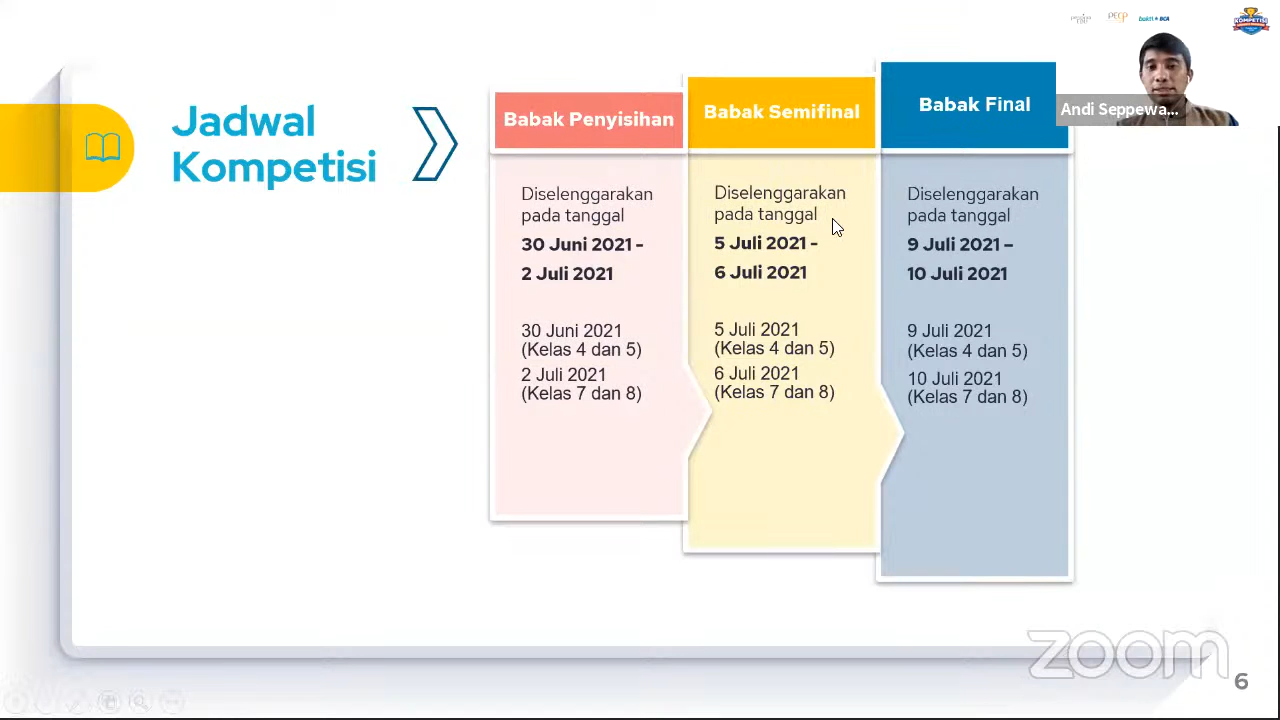 bakti BCA
KOMPETISI
Jadwal
Kompetisi
Babak Penyisihan
Diselenggarakan
pada tanggal
30 Juni 2021 -
2 Juli 2021
30 Juni 2021
(Kelas 4 dan 5)
2 Juli 2021
(Kelas 7 dan 8)
Babak Semifinal
Diselenggarakan
pada tanggal
5 Juli 2021 -
6 Juli 2021
5 Juli 2021
(Kelas 4 dan 5)
6 Juli 2021
(Kelas 7 dan 8)
Babak Final
Diselenggarakan
pada tanggal
9 Juli 2021 –
10 Juli 2021
9 Juli 2021
(Kelas 4 dan 5)
10 Juli 2021
(Kelas 7 dan 8)
Andi Seppewa...
zoom
6